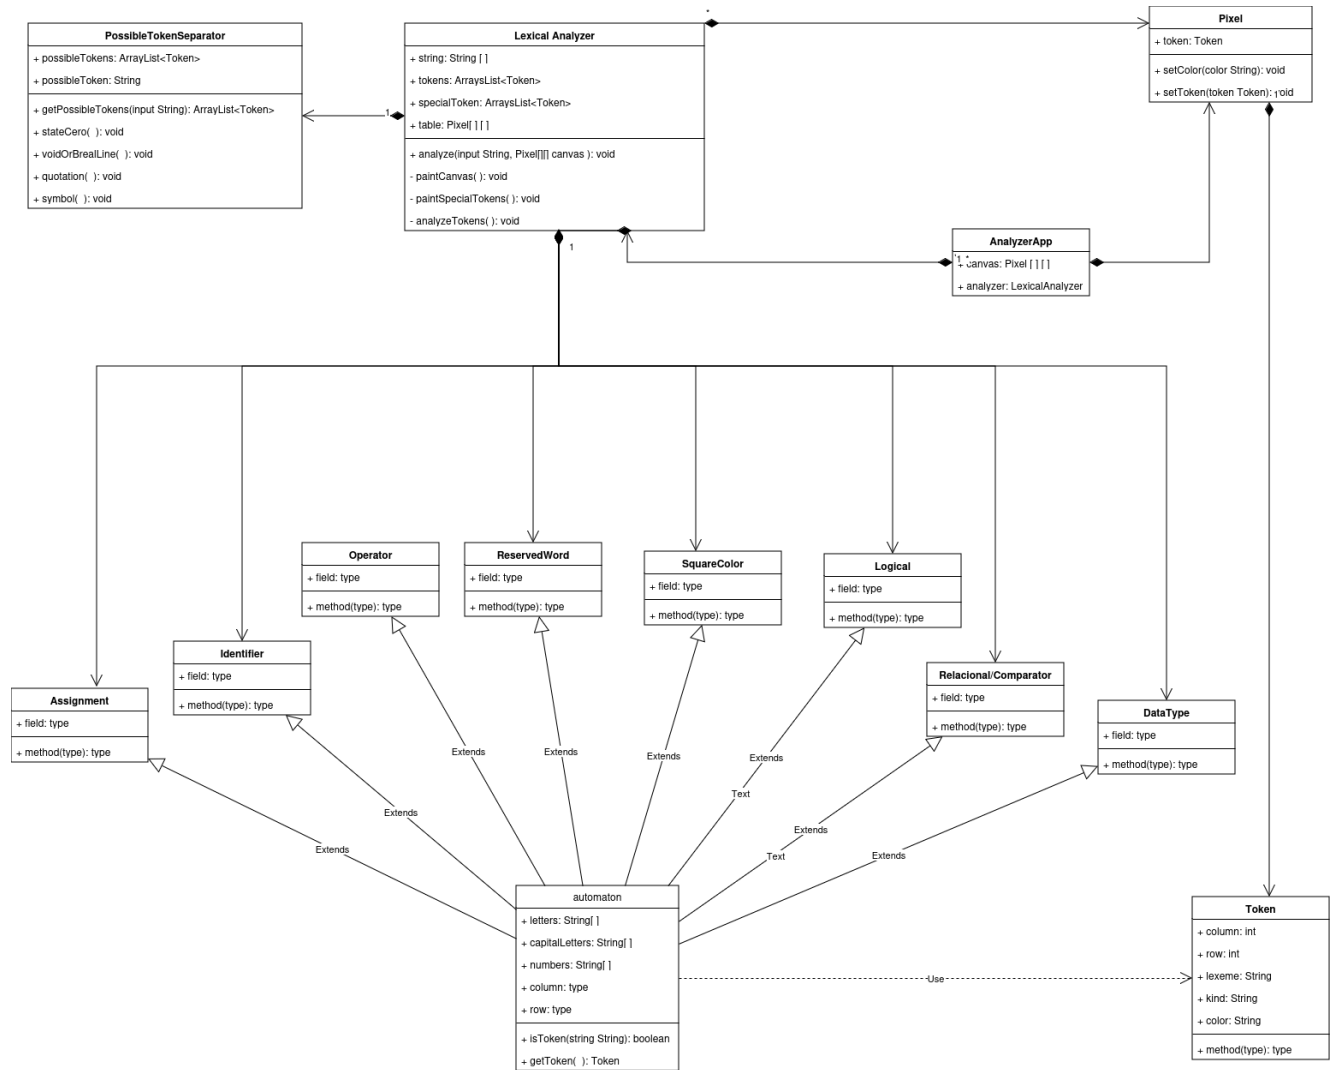 *
PossibleTokenSeparator
+ possibleTokens: ArrayList<Token>
+ possibleToken: String
+ getPossibleTokens(input String): ArrayList<Token>
+ stateCero( ): void
+ voidOrBrealLine( ): void
+ quotation( ): void
+ symbol( ): void
1
Lexical Analyzer
+ string: String [ ]
+ tokens: ArraysList<Token>
+ specialToken: ArraysList<Token>
+ table: Pixel[ ] [ ]
+ analyze(input String, Pixel[][] canvas ): void
- paintCanvas( ): void
- paintSpecialTokens( ): void
- analyzeTokens( ): void
1
Pixel
+ token: Token
+ setColor(color String): void
+ setToken(token Token): void
1
AnalyzerApp
1 *
+ canvas: Pixel [ ] [ ]
+ analyzer: LexicalAnalyzer
Operator
+ field: type
+ method(type): type
ReservedWord
+ field: type
+ method(type): type
SquareColor
+ field: type
+ method(type): type
Logical
+ field: type
+ method(type): type
Identifier
+ field: type
+ method(type): type
Relacional/Comparator
+ field: type
+ method(type): type
Assignment
+ field: type
+ method(type): type
DataType
+ field: type
+ method(type): type
Extends
Extends
Extends
Extends
Text
Extends
Extends
Text
Extends
Extends
automaton
+ letters: String[ ]
+ capitalLetters: String[ ]
+ numbers: String[ ]
+ column: type
+ row: type
+ isToken(string String): boolean
+ getToken( ): Token
Use
Token
+ column: int
+ row: int
+ lexeme: String
+ kind: String
+ color: String
+ method(type): type